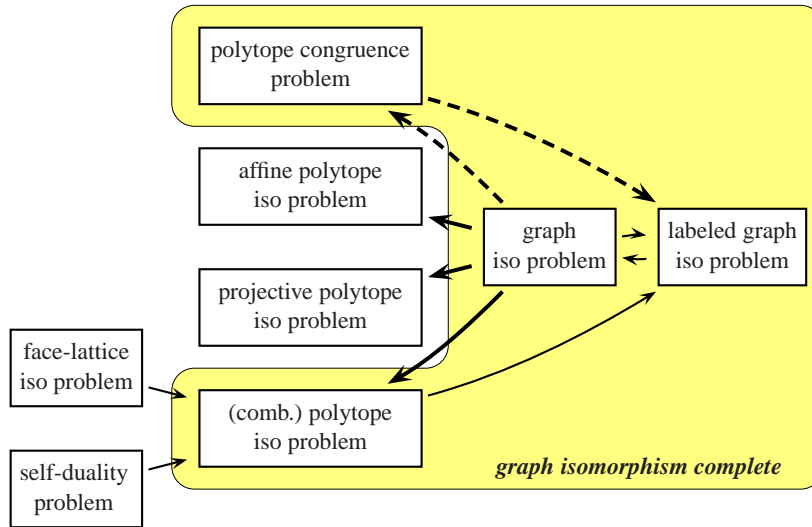 polytope congruence
problem
affine polytope
iso problem
graph
iso problem
labeled graph
iso problem
projective polytope
iso problem
face-lattice
iso problem
(comb.) polytope
iso problem
self-duality
problem
graph isomorphism complete